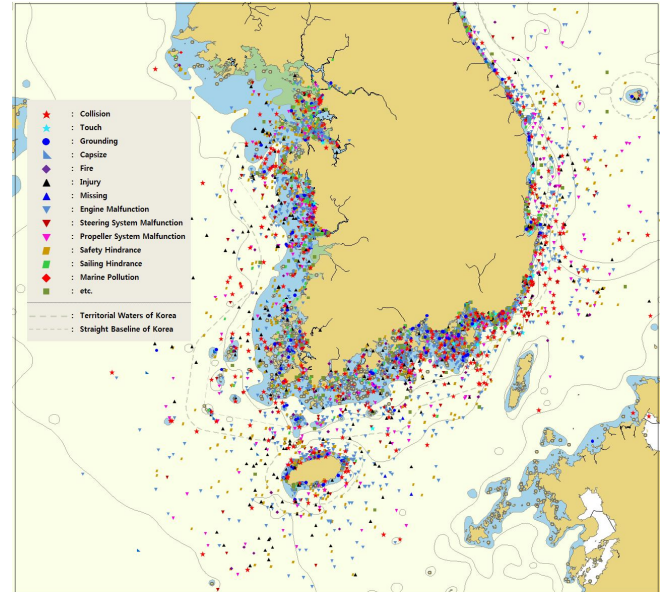 : Collision
: Touch
: Grounding
: Capsize
: Fire
: Injury
: Missing
: Engine Malfunction
: Steering System Malfunction
: Propeller System Malfunction
: Safety Hindrance
: Sailing Hindrance
: Marine Pollution
: etc.
: Territorial Waters of Korea
: Straight Baseline of Korea